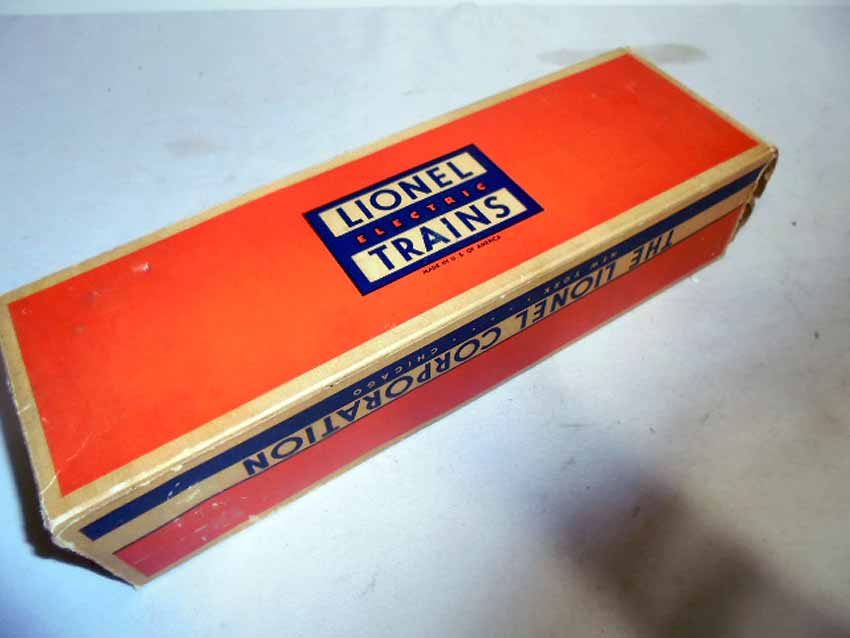 LIONEL
ELECTRIC
TRAINS
MADE IN U. S. OF AMERICA
THE LIONEL CORPORATION
NEW YORK • • • • • CHICAGO